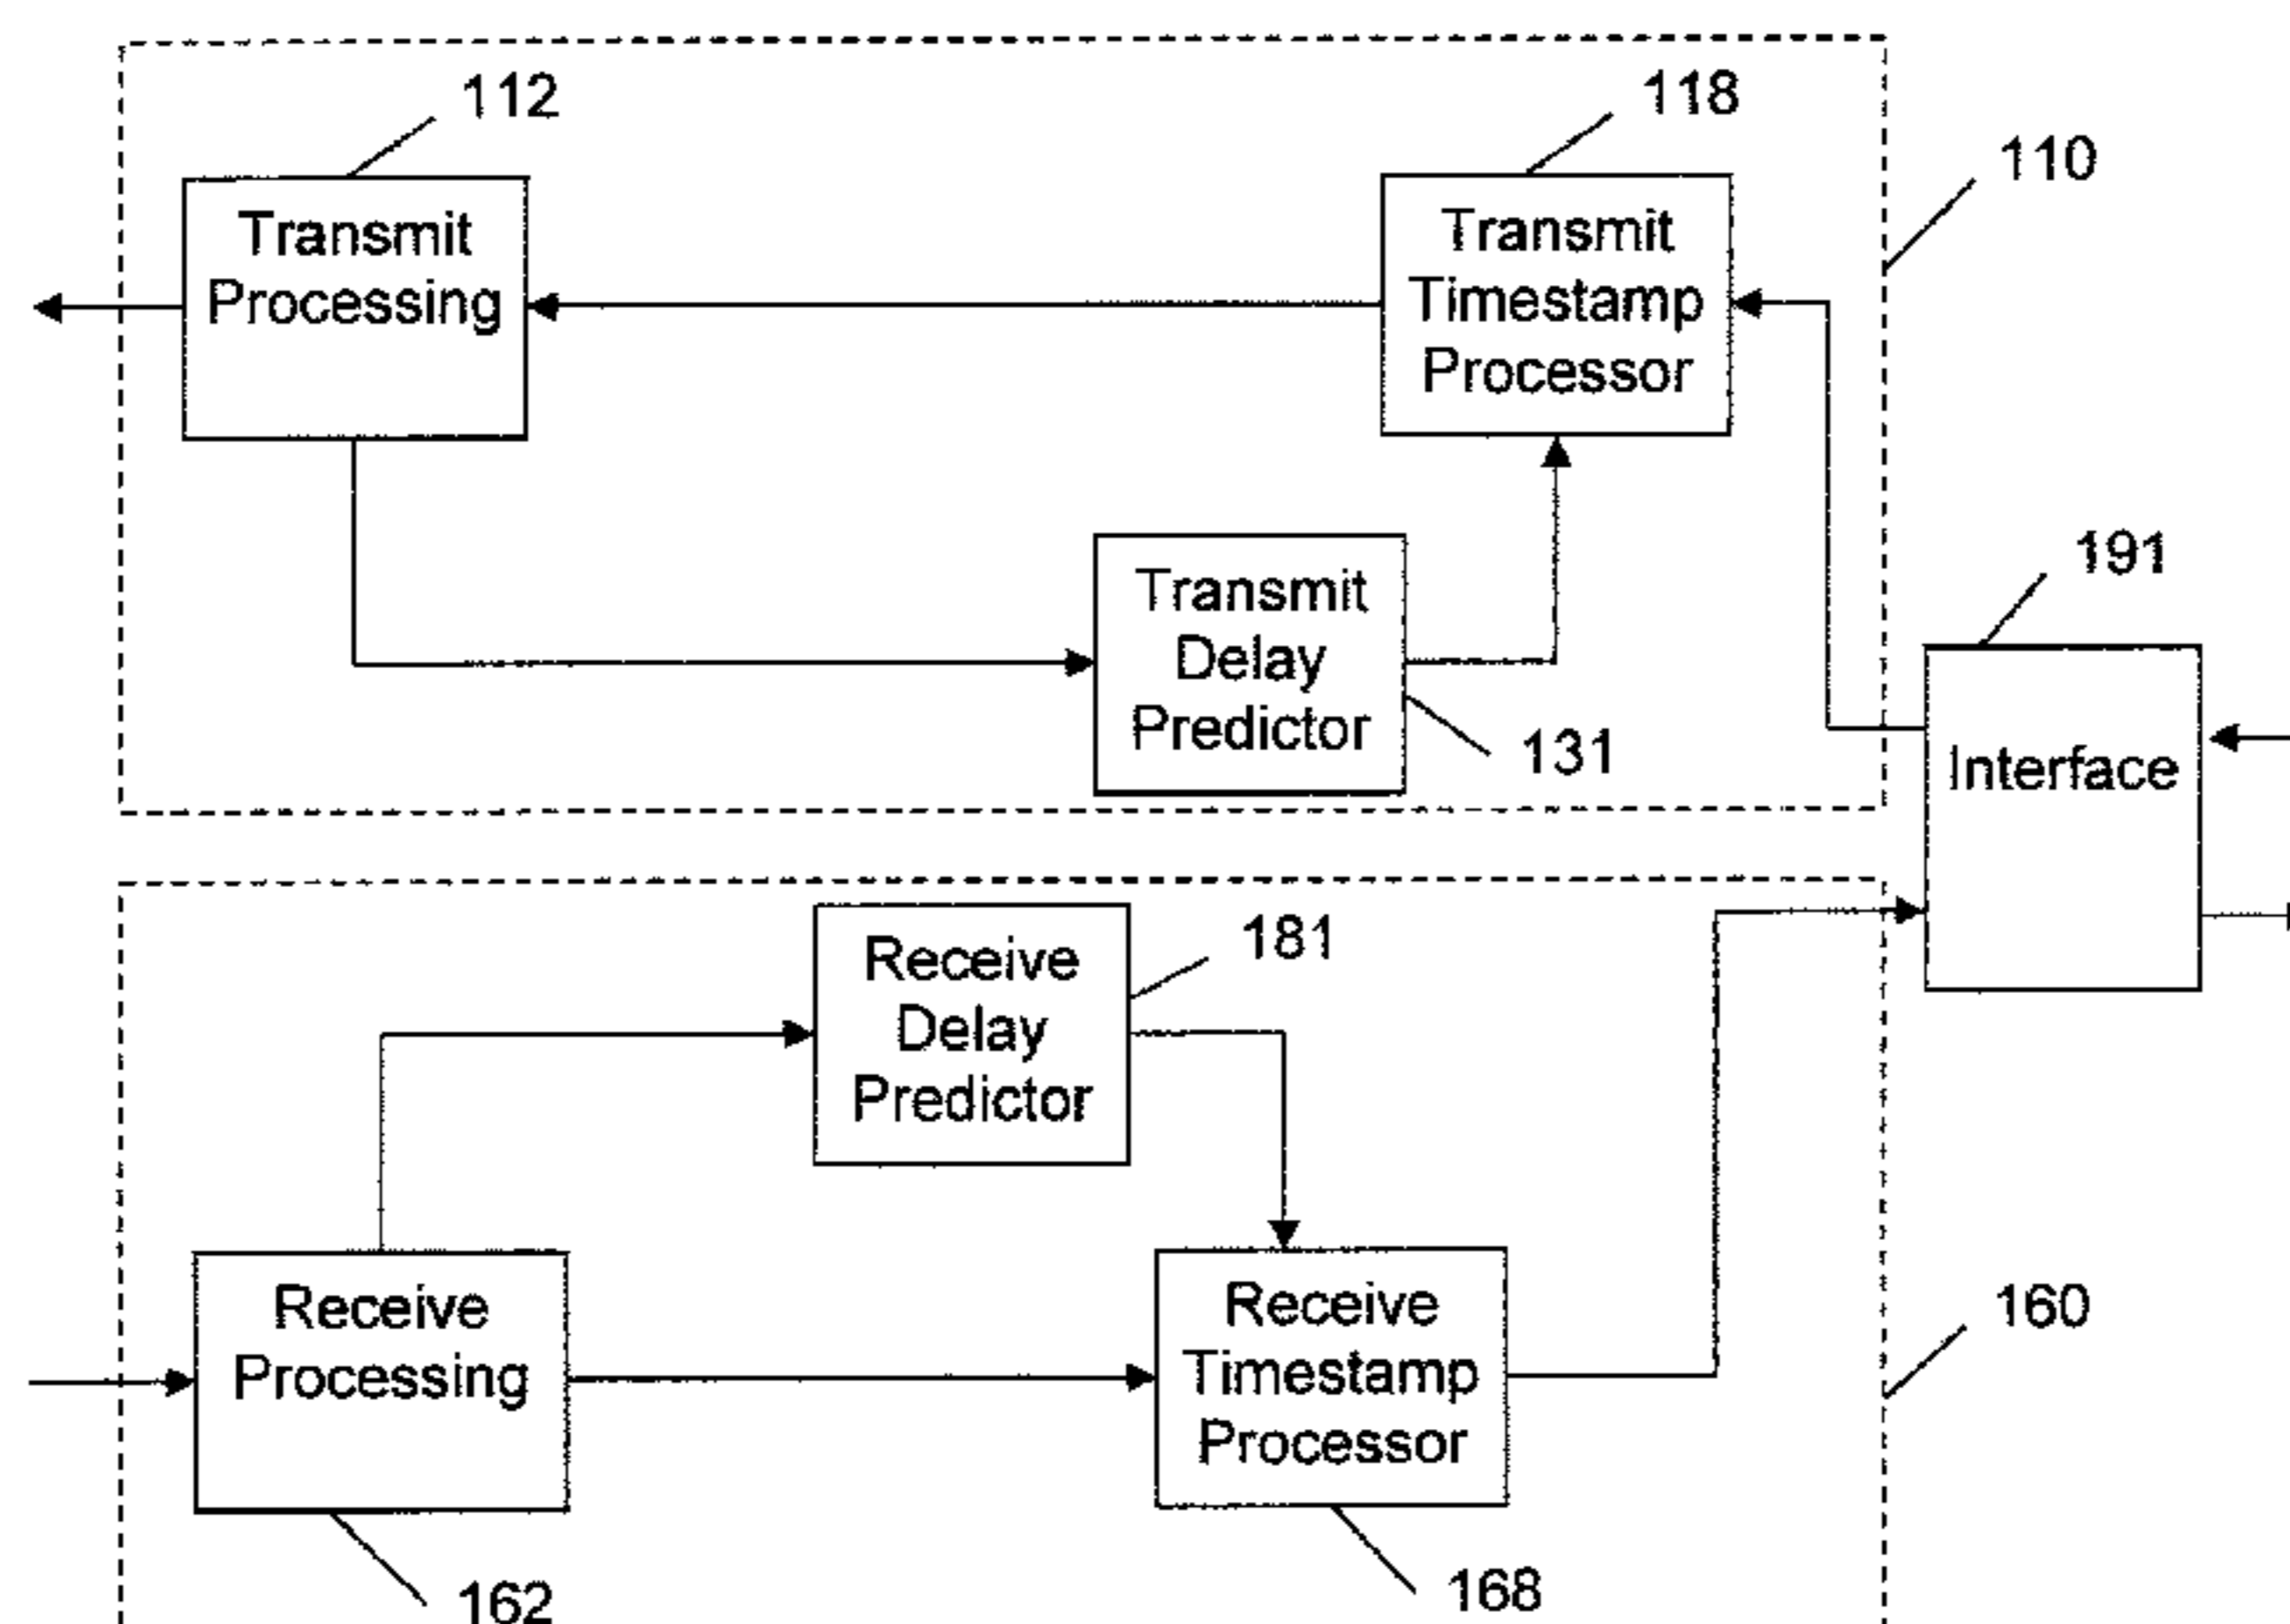 112
118
110
Transmit
Processing
Transmit
Timestamp
Processor
191
Transmit
Delay
Predictor
131
Interface
181
Receive
Delay
Predictor
160
Receive
Processing
Receive
Timestamp
Processor
162
168